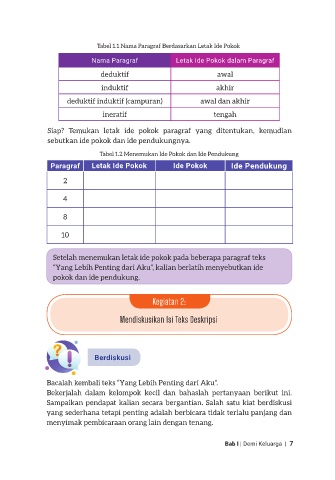 Tabel 1.1 Nama Paragraf Berdasarkan Letak Ide Pokok
Nama Paragraf Letak Ide Pokok dalam Paragraf
deduktif awal
induktif akhir
deduktif induktif (campuran) awal dan akhir
ineratif tengah
Siap? Temukan letak ide pokok paragraf yang ditentukan, kemudian
sebutkan ide pokok dan ide pendukungnya.
Tabel 1.2 Menemukan Ide Pokok dan Ide Pendukung
Paragraf Letak Ide Pokok Ide Pokok Ide Pendukung
2
4
8
10
Setelah menemukan letak ide pokok pada beberapa paragraf teks
"Yang Lebih Penting dari Aku", kalian berlatih menyebutkan ide
pokok dan ide pendukung.
Kegiatan 2:
Mendiskusikan Isi Teks Deskripsi
Berdiskusi
Bacalah kembali teks "Yang Lebih Penting dari Aku".
Bekerjalah dalam kelompok kecil dan bahaslah pertanyaan berikut ini.
Sampaikan pendapat kalian secara bergantian. Salah satu kiat berdiskusi
yang sederhana tetapi penting adalah berbicara tidak terlalu panjang dan
menyimak pembicaraan orang lain dengan tenang.
Bab I | Demi Keluarga | 7